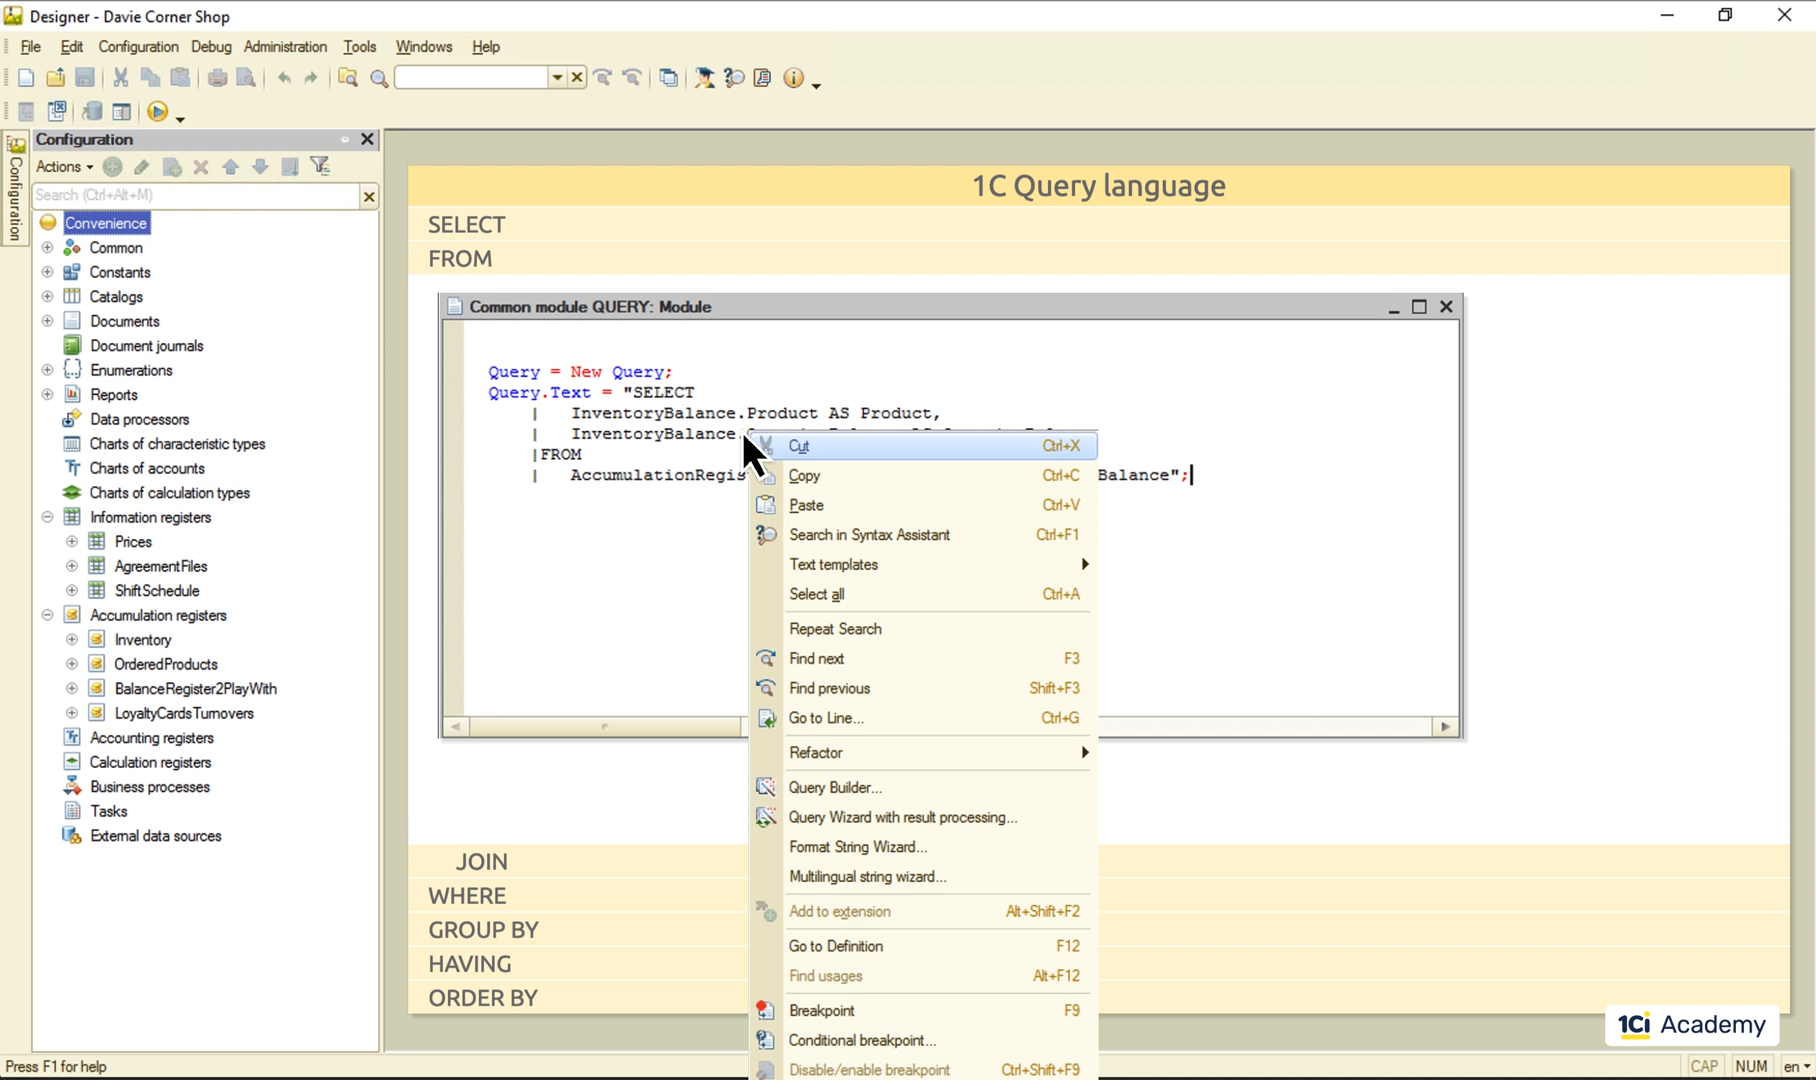 Designer - Davie Corner Shop
File Edit Configuration Debug Administration Tools Windows Help
Configuration
Configuration
Actions
Search (Ctrl+Alt+M)
Convenience
Common
Constants
Catalogs
Documents
Document journals
Enumerations
Reports
Data processors
Charts of characteristic types
Charts of accounts
Charts of calculation types
Information registers
Prices
AgreementFiles
ShiftSchedule
Accumulation registers
Inventory
OrderedProducts
BalanceRegister2PlayWith
LoyaltyCardsTurnovers
Accounting registers
Calculation registers
Business processes
Tasks
External data sources
1C Query language
SELECT
FROM
Common module QUERY: Module
Query = New Query;
Query.Text = "SELECT
| InventoryBalance.Product AS Product,
| InventoryBalance.
|FROM
| AccumulationRegis Balance";
Cut Ctrl+X
Copy Ctrl+C
Paste Ctrl+V
Search in Syntax Assistant Ctrl+F1
Text templates
Select all Ctrl+A
Repeat Search
Find next F3
Find previous Shift+F3
Go to Line... Ctrl+G
Refactor
Query Builder...
Query Wizard with result processing...
Format String Wizard...
Multilingual string wizard...
Add to extension Alt+Shift+F2
Go to Definition F12
Find usages Alt+F12
Breakpoint F9
Conditional breakpoint...
Disable/enable breakpoint Ctrl+Shift+F9
JOIN
WHERE
GROUP BY
HAVING
ORDER BY
1Ci Academy
Press F1 for help
CAP NUM en